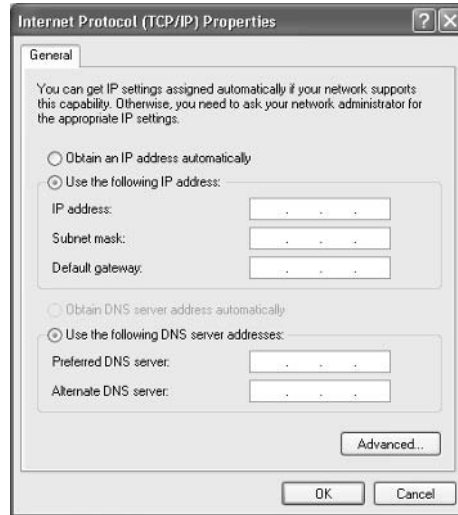 Internet Protocol (TCP/IP) Properties
General
You can get IP settings assigned automatically if your network supports
this capability. Otherwise, you need to ask your network administrator for
the appropriate IP settings.
Obtain an IP address automatically
Use the following IP address:
IP address:
Subnet mask:
Default gateway:
Obtain DNS server address automatically
Use the following DNS server addresses:
Preferred DNS server:
Alternate DNS server:
Advanced...
OK
Cancel